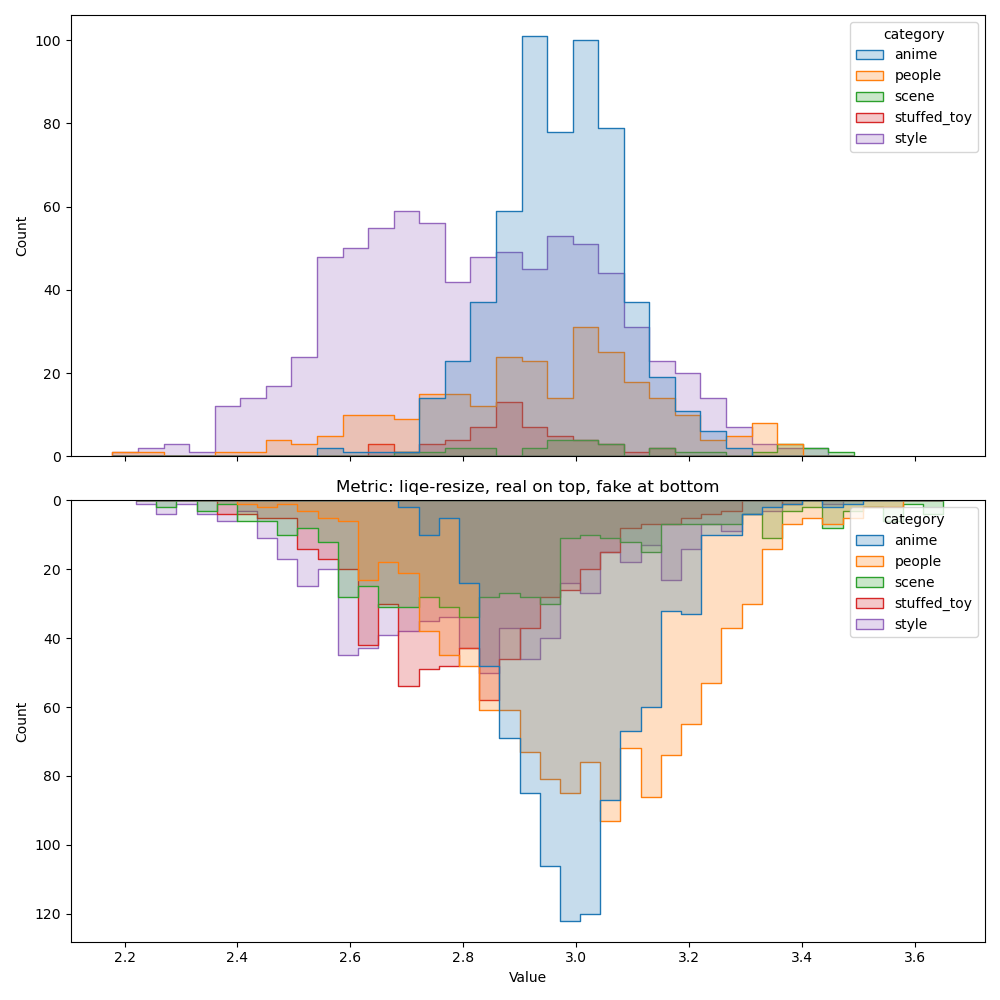 100
80
60
40
20
0
Count
category
anime
people
scene
stuffed_toy
style
Metric: liqe-resize, real on top, fake at bottom
0
20
40
60
80
100
120
Count
category
anime
people
scene
stuffed_toy
style
2.2 2.4 2.6 2.8 3.0 3.2 3.4 3.6
Value